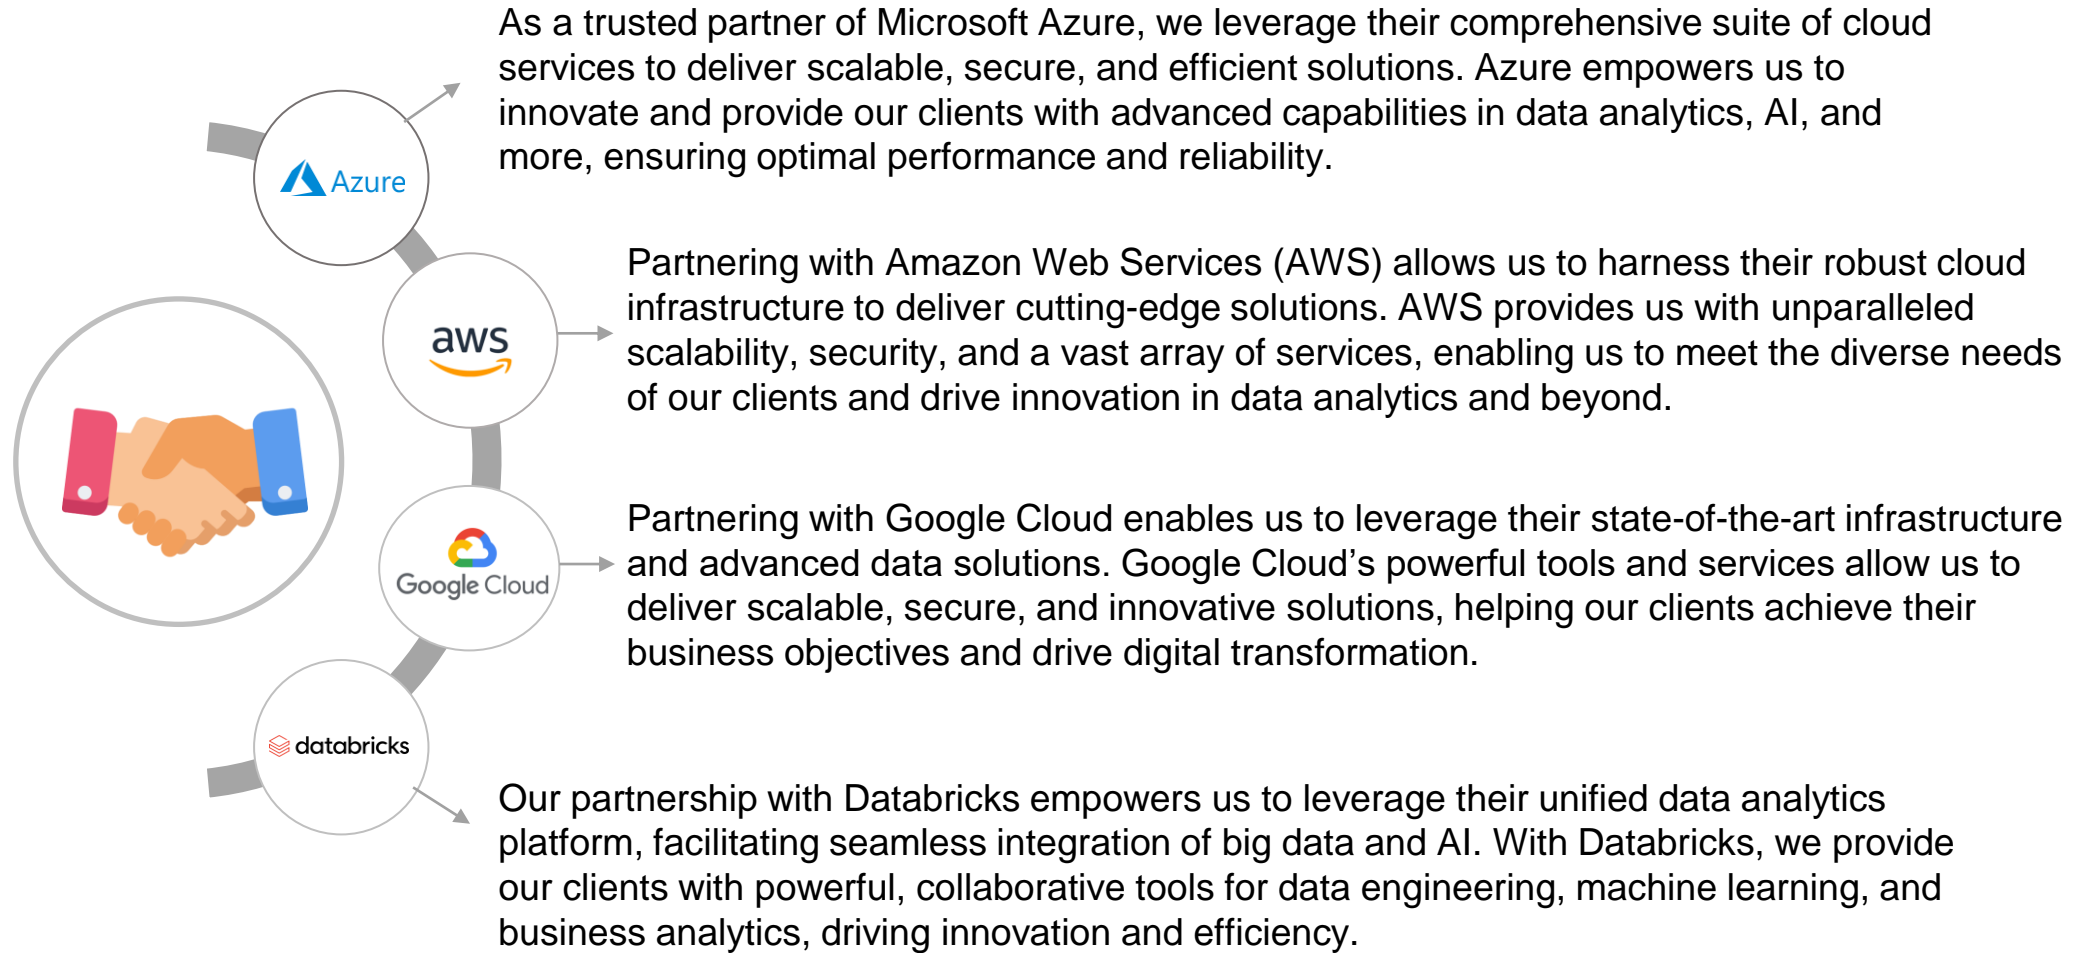 As a trusted partner of Microsoft Azure, we leverage their comprehensive suite of cloud
services to deliver scalable, secure, and efficient solutions. Azure empowers us to
innovate and provide our clients with advanced capabilities in data analytics, AI, and
more, ensuring optimal performance and reliability.
Azure
Partnering with Amazon Web Services (AWS) allows us to harness their robust cloud
infrastructure to deliver cutting-edge solutions. AWS provides us with unparalleled
scalability, security, and a vast array of services, enabling us to meet the diverse needs
of our clients and drive innovation in data analytics and beyond.
aws
Partnering with Google Cloud enables us to leverage their state-of-the-art infrastructure
and advanced data solutions. Google Cloud’s powerful tools and services allow us to
deliver scalable, secure, and innovative solutions, helping our clients achieve their
business objectives and drive digital transformation.
Google Cloud
databricks
Our partnership with Databricks empowers us to leverage their unified data analytics
platform, facilitating seamless integration of big data and AI. With Databricks, we provide
our clients with powerful, collaborative tools for data engineering, machine learning, and
business analytics, driving innovation and efficiency.